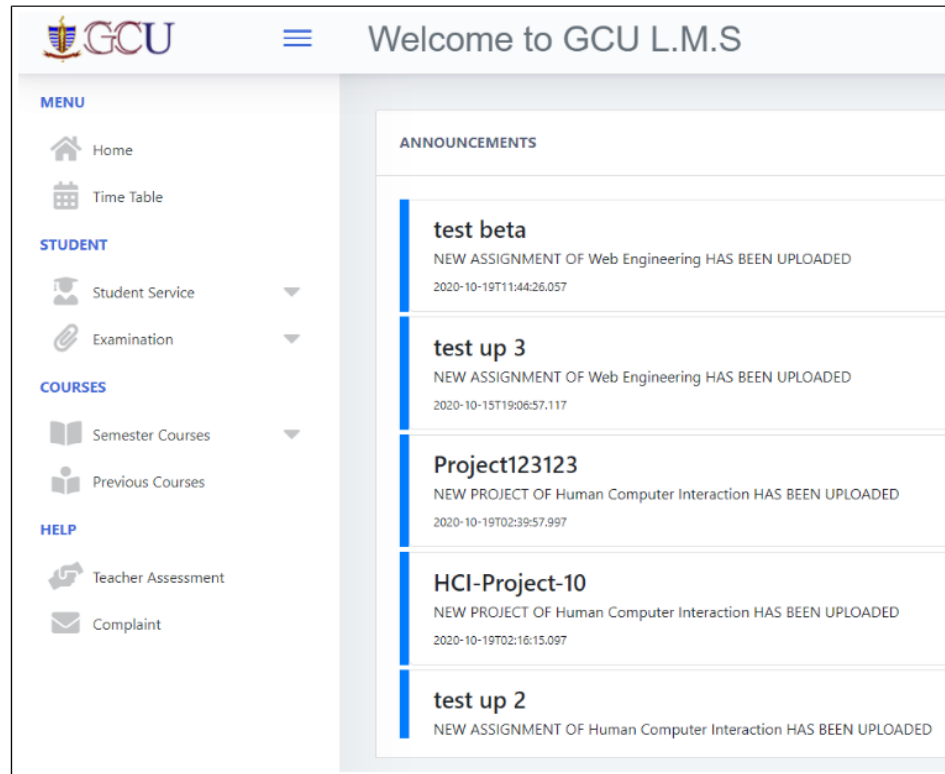 GCU
Welcome to GCU L.M.S
MENU
Home
Time Table
STUDENT
Student Service
Examination
COURSES
Semester Courses
Previous Courses
HELP
Teacher Assessment
Complaint
ANNOUNCEMENTS
test beta
NEW ASSIGNMENT OF Web Engineering HAS BEEN UPLOADED
2020-10-19T11:44:26.057
test up 3
NEW ASSIGNMENT OF Web Engineering HAS BEEN UPLOADED
2020-10-15T19:06:57.117
Project123123
NEW PROJECT OF Human Computer Interaction HAS BEEN UPLOADED
2020-10-19T02:39:57.997
HCI-Project-10
NEW PROJECT OF Human Computer Interaction HAS BEEN UPLOADED
2020-10-19T02:16:15.097
test up 2
NEW ASSIGNMENT OF Human Computer Interaction HAS BEEN UPLOADED